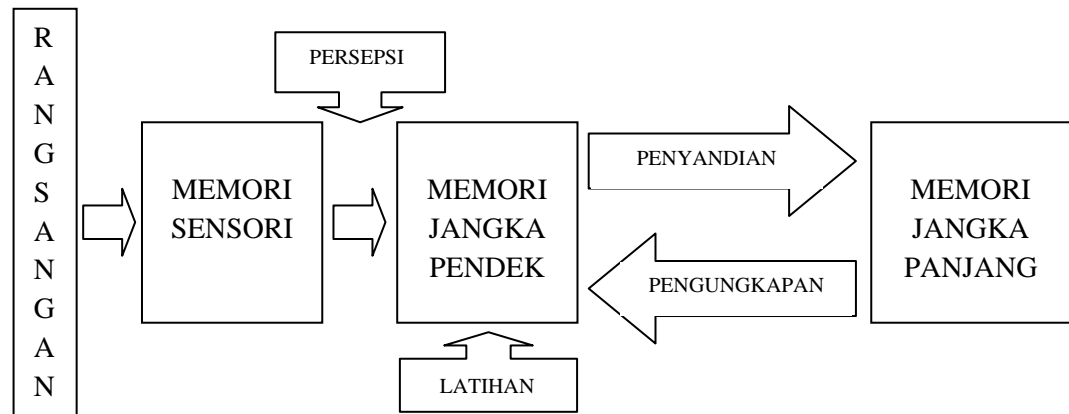 R
A
N
G
S
A
N
G
A
N
PERSEPSI
MEMORI
SENSORI
MEMORI
JANGKA
PENDEK
PENYANDIAN
PENGUNGKAPAN
MEMORI
JANGKA
PANJANG
LATIHAN